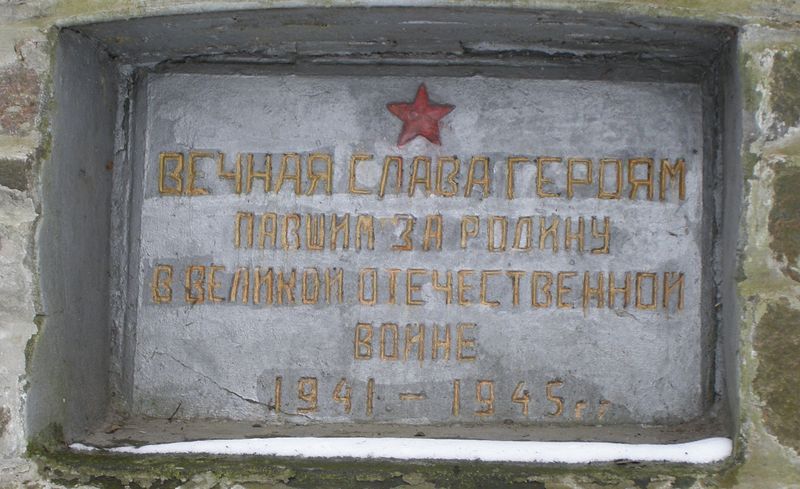 ВЕЧНАЯ СЛАВА ГЕРОЯМ
ПАВШИМ ЗА РОДИНУ
В ВЕЛИКОЙ ОТЕЧЕСТВЕННОЙ
ВОЙНЕ
1941 – 1945 г.г.